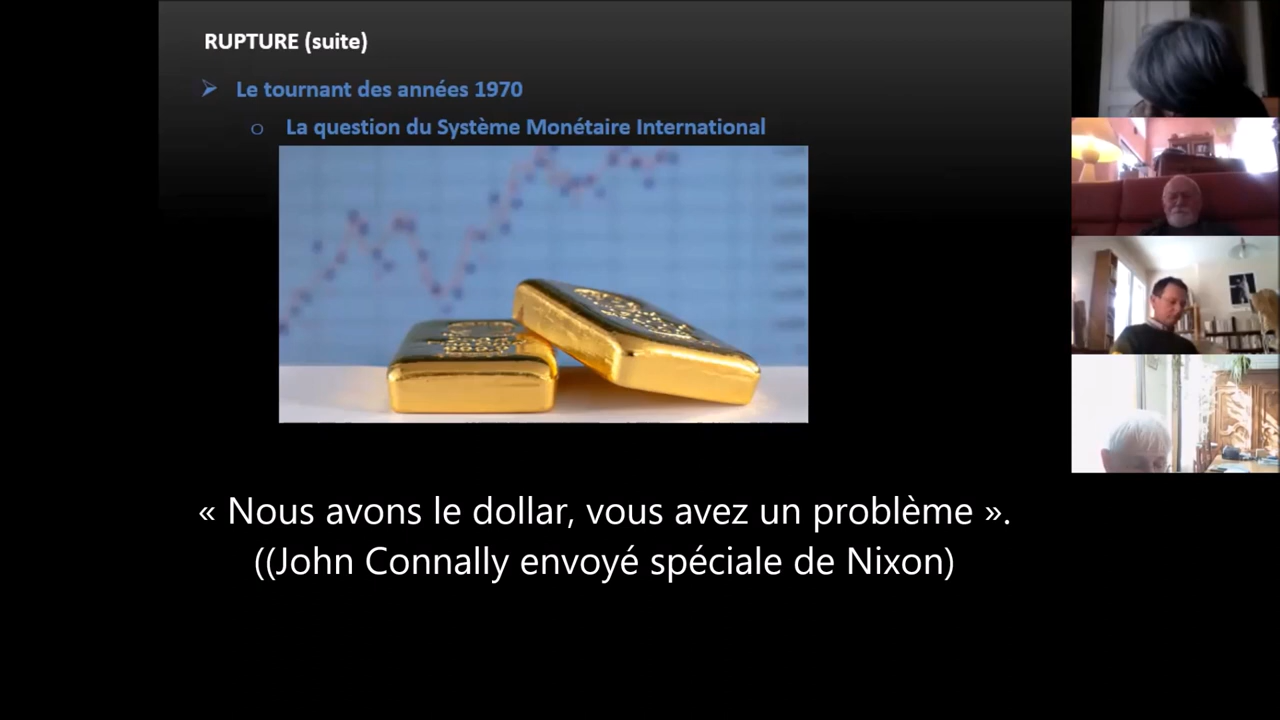 RUPTURE (suite)
➢ Le tournant des années 1970
o La question du Système Monétaire International
« Nous avons le dollar, vous avez un problème ».
((John Connally envoyé spéciale de Nixon)